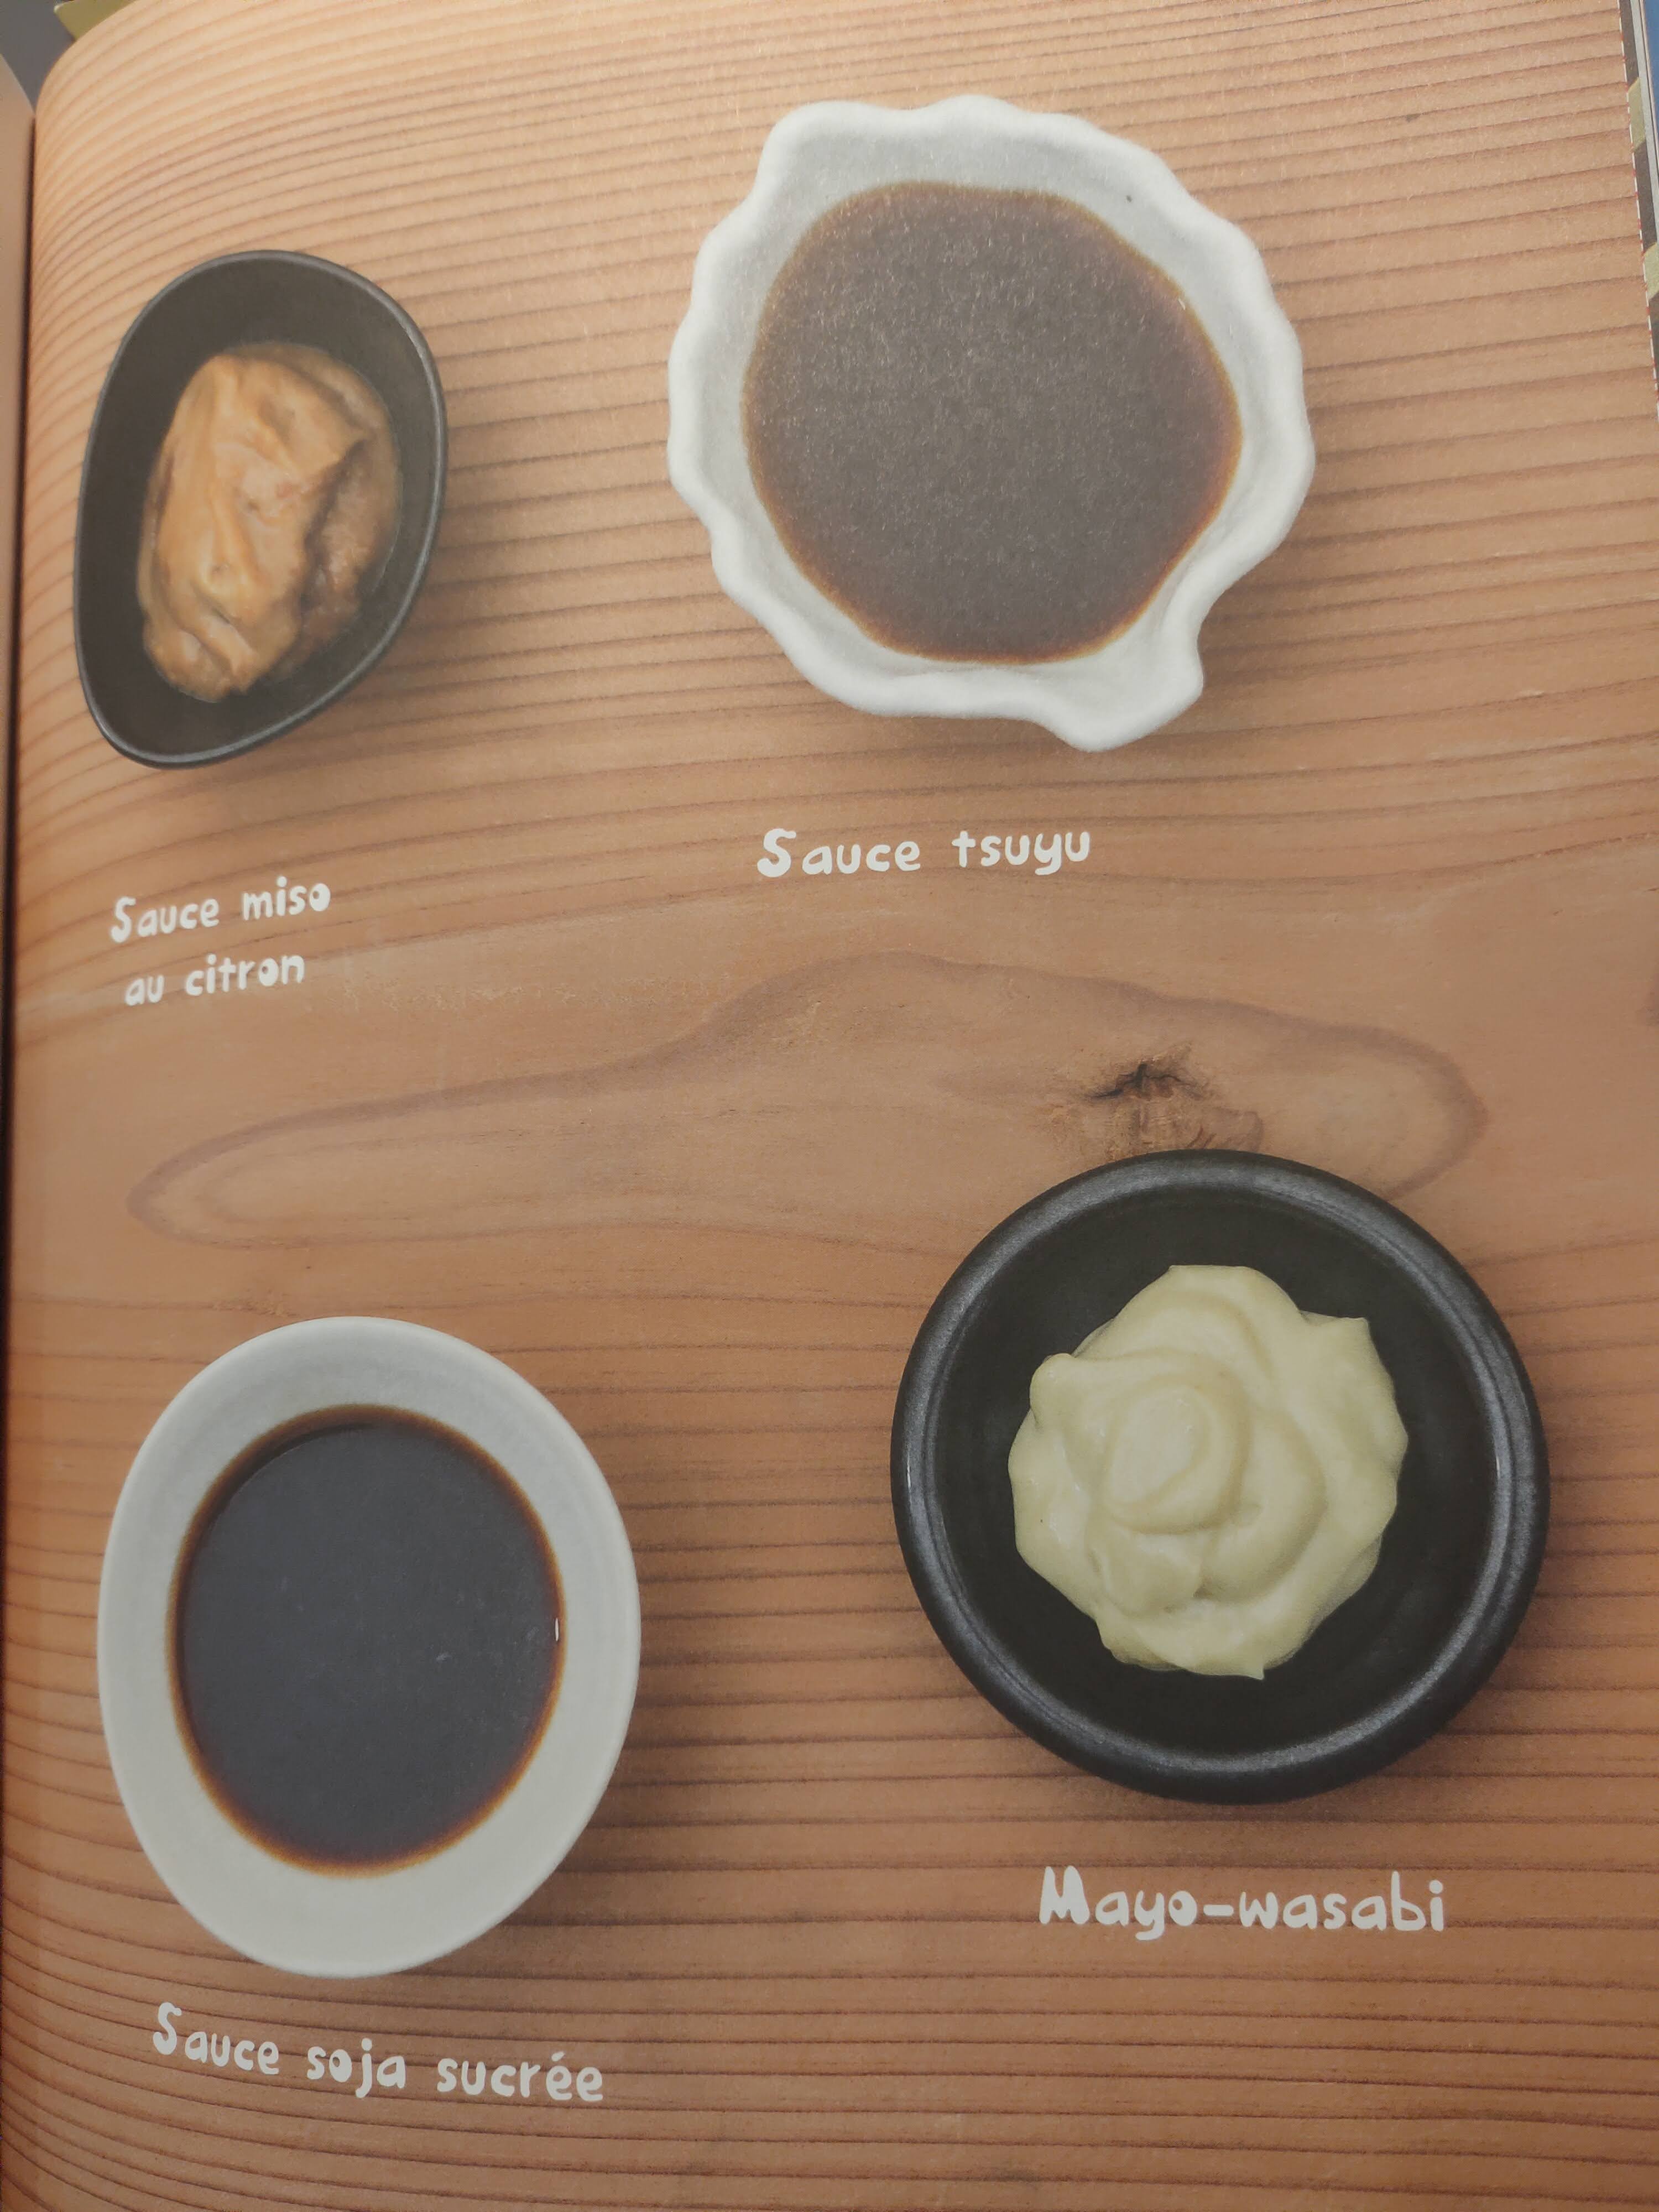 Sauce miso
au citron
Sauce tsuyu
Sauce soja sucrée
Mayo-wasabi